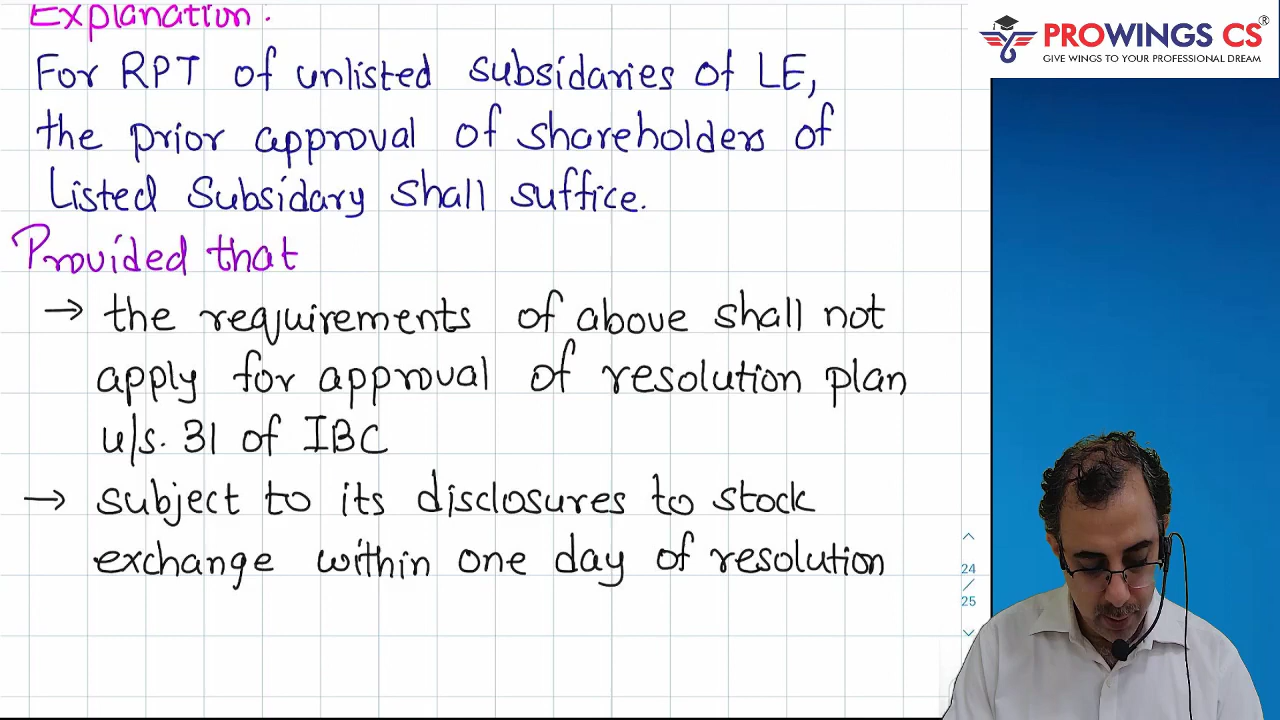 Explanation:
PROWINGS CS®
GIVE WINGS TO YOUR PROFESSIONAL DREAM
For RPT of unlisted subsidaries of LE,
the prior approval of shareholders of
Listed Subsidary shall suffice.
Provided that
→ the requirements of above shall not
apply for approval of resolution plan
u/s. 31 of IBC
→ subject to its disclosures to stock
exchange within one day of resolution
24
/
25